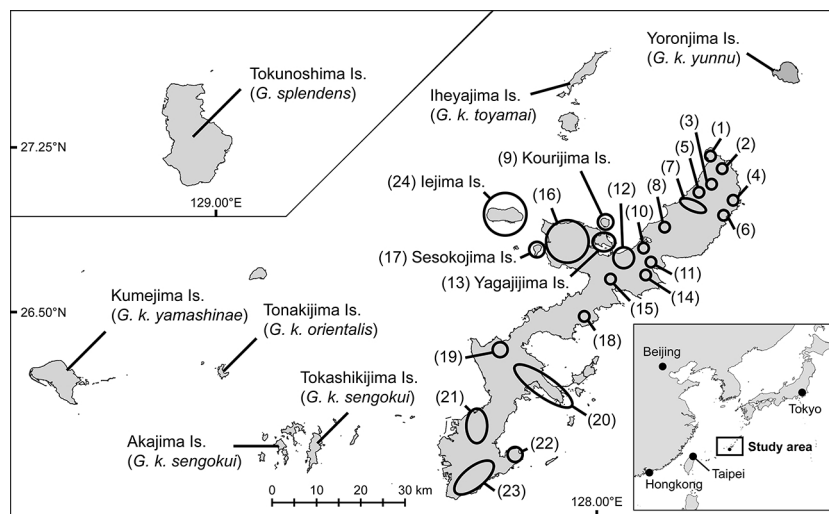 Tokunoshima Is.
(G. splendens)
27.25°N
129.00°E
Yoronjima Is.
(G. k. yunnu)
Iheyajima Is.
(G. k. toyamai)
(1)
(2)
(3)
(4)
(5)
(6)
(7)
(8)
(9) Kourijima Is.
(10)
(11)
(12)
(24) Iejima Is.
(16)
(17) Sesokojima Is.
(13) Yagajijima Is.
(14)
(15)
(18)
(19)
(20)
(21)
(22)
(23)
26.50°N
Kumejima Is.
(G. k. yamashinae)
Tonakijima Is.
(G. k. orientalis)
Tokashikijima Is.
(G. k. sengokui)
Akajima Is.
(G. k. sengokui)
0 10 20 30 km
128.00°E
Beijing
Tokyo
Study area
Taipei
Hongkong